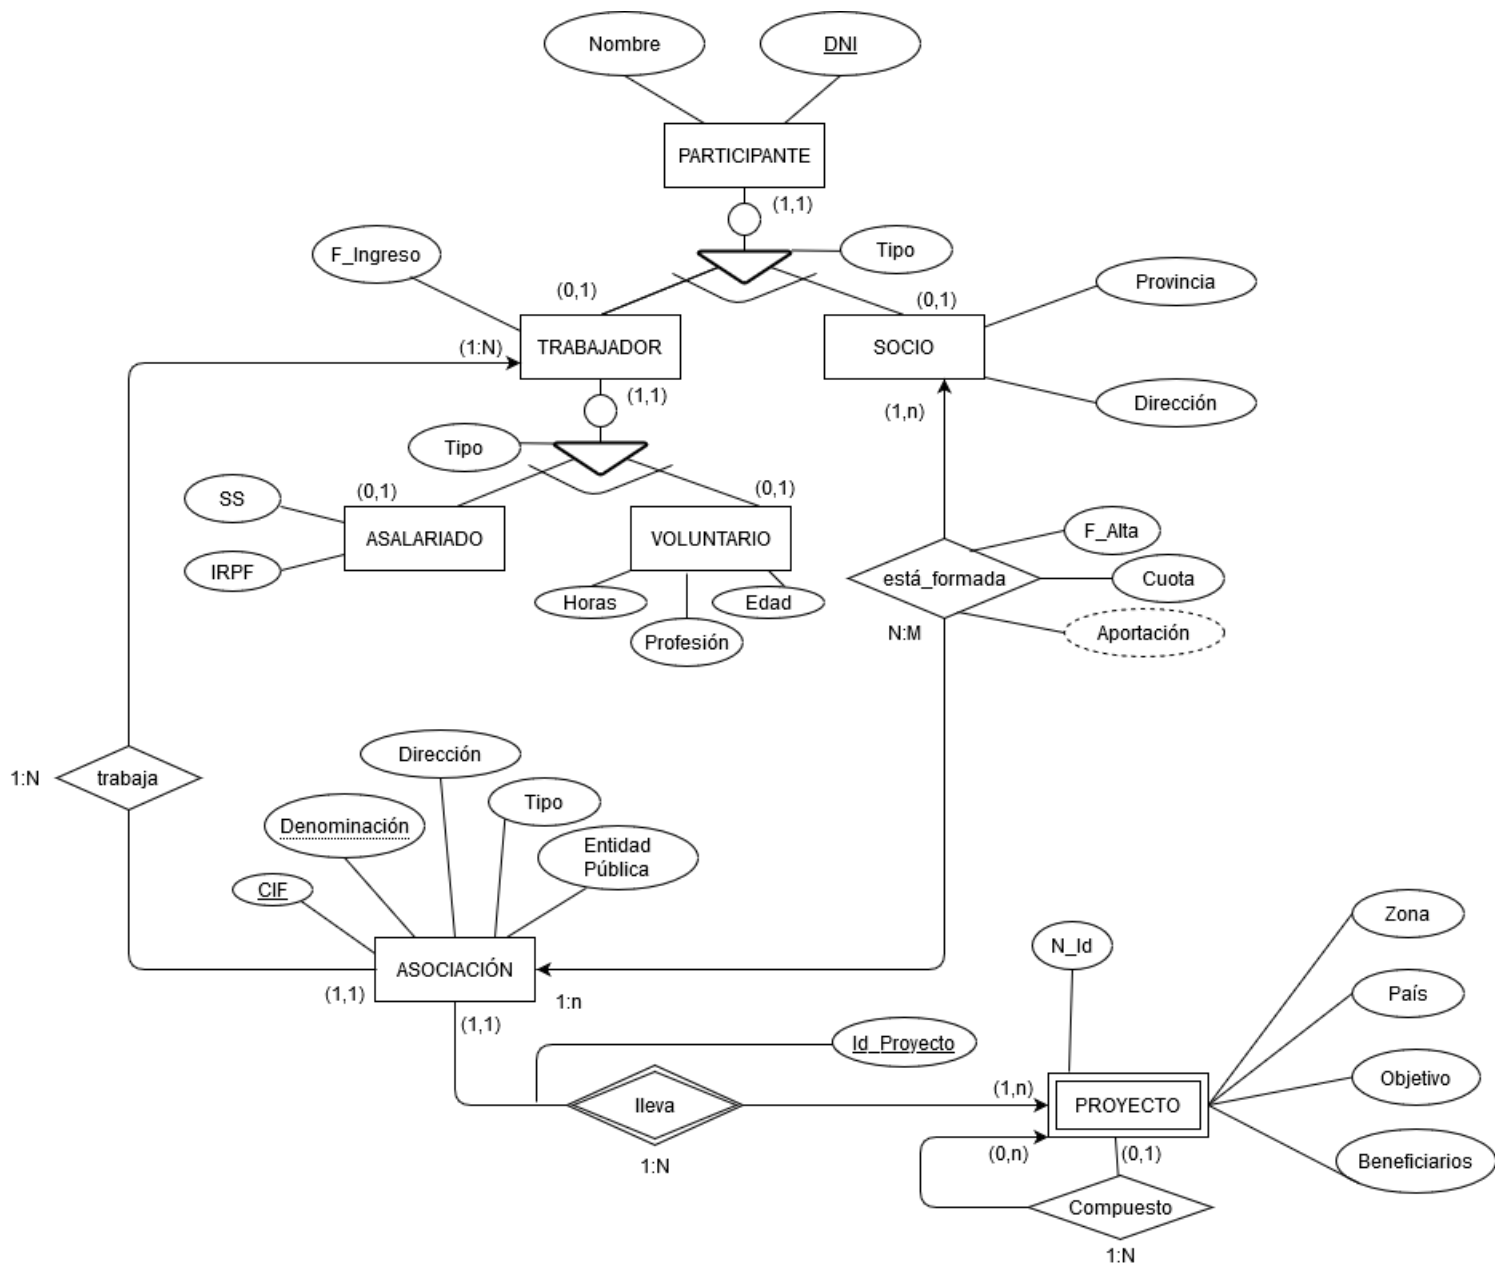 Nombre
DNI
PARTICIPANTE
(1,1)
F_Ingreso
Tipo
Provincia
(0,1)
(0,1)
(1:N)
TRABAJADOR
SOCIO
(1,1)
Dirección
(1,n)
Tipo
SS
(0,1)
(0,1)
ASALARIADO
VOLUNTARIO
F_Alta
IRPF
está_formada
Cuota
Horas
Edad
Profesión
N:M
Aportación
Dirección
1:N
trabaja
Tipo
Denominación
Entidad
Pública
CIF
Zona
N_Id
ASOCIACIÓN
(1,1)
1:n
País
(1,1)
Id_Proyecto
Objetivo
(1,n)
lleva
PROYECTO
1:N
(0,n)
(0,1)
Beneficiarios
Compuesto
1:N